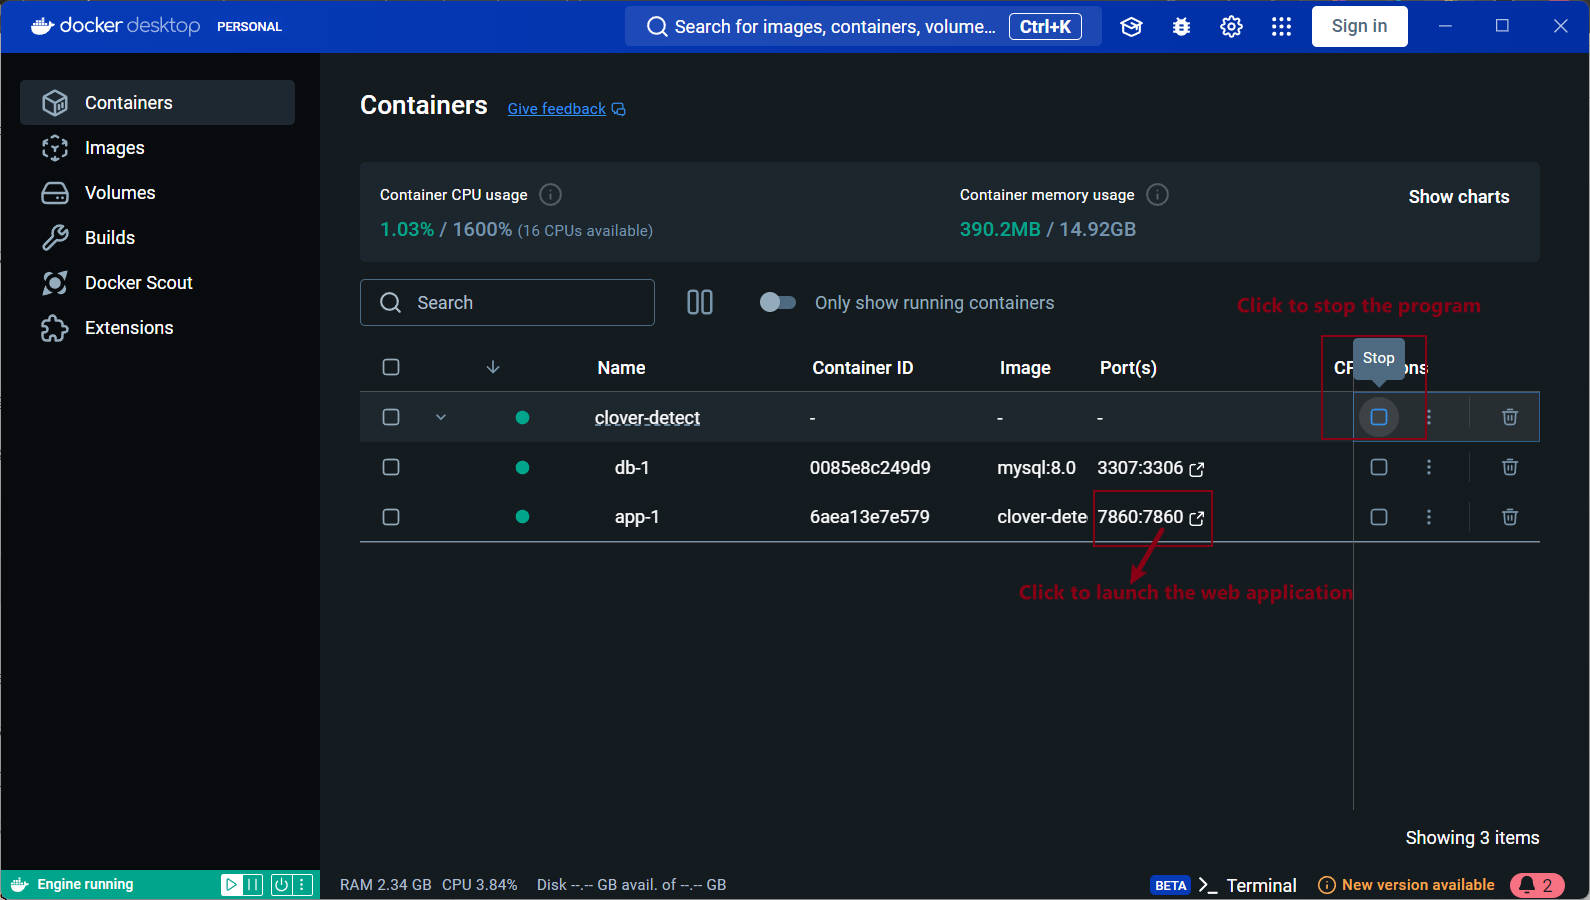 docker desktop PERSONAL
Search for images, containers, volume... Ctrl+K
Sign in
Containers
Images
Volumes
Builds
Docker Scout
Extensions
Containers Give feedback
Container CPU usage
1.03% / 1600% (16 CPUs available)
Container memory usage
390.2MB / 14.92GB
Show charts
Search
Only show running containers
Click to stop the program
Stop
Name Container ID Image Port(s)
clover-detect - - -
db-1 0085e8c249d9 mysql:8.0 3307:3306
app-1 6aea13e7e579 clover-dete 7860:7860
Click to launch the web application
Showing 3 items
Engine running
RAM 2.34 GB CPU 3.84% Disk --.-- GB avail. of --.-- GB
BETA >_ Terminal
New version available
2